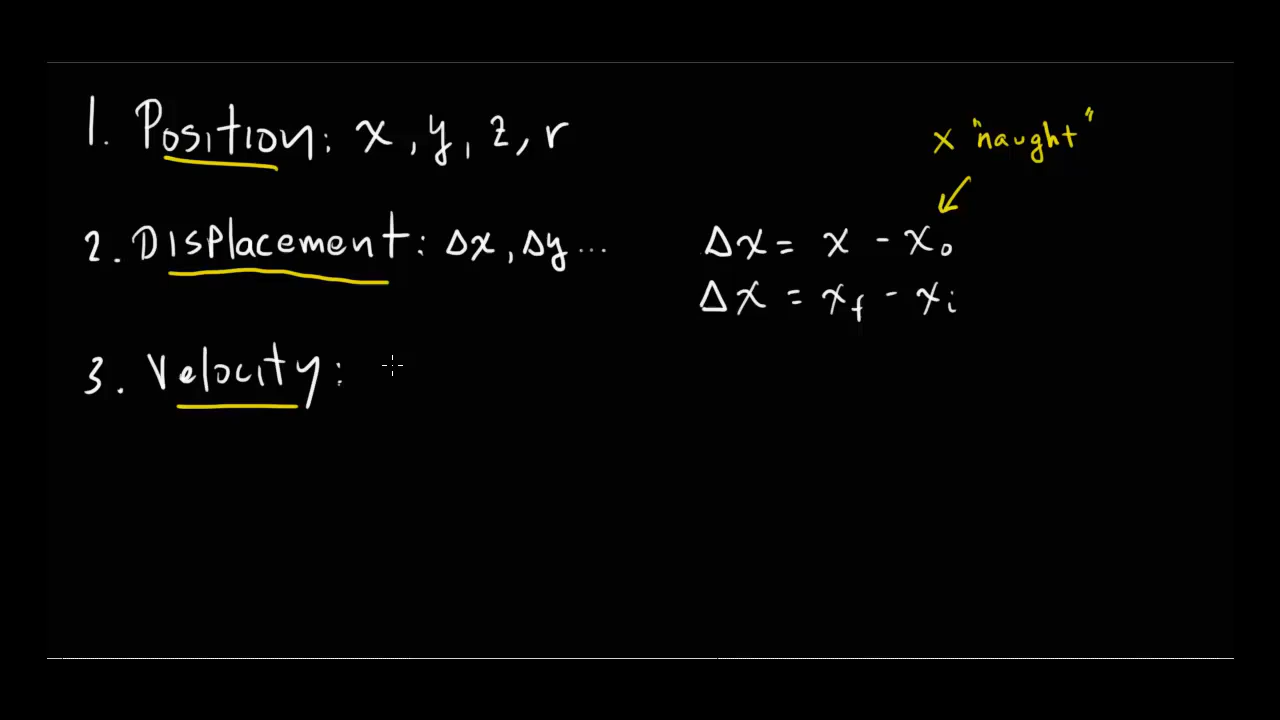 1. Position: x, y, z, r
x "naught"
2. Displacement: Δx, Δy ... Δx = x - x₀
Δx = x_f - x_i
3. Velocity: